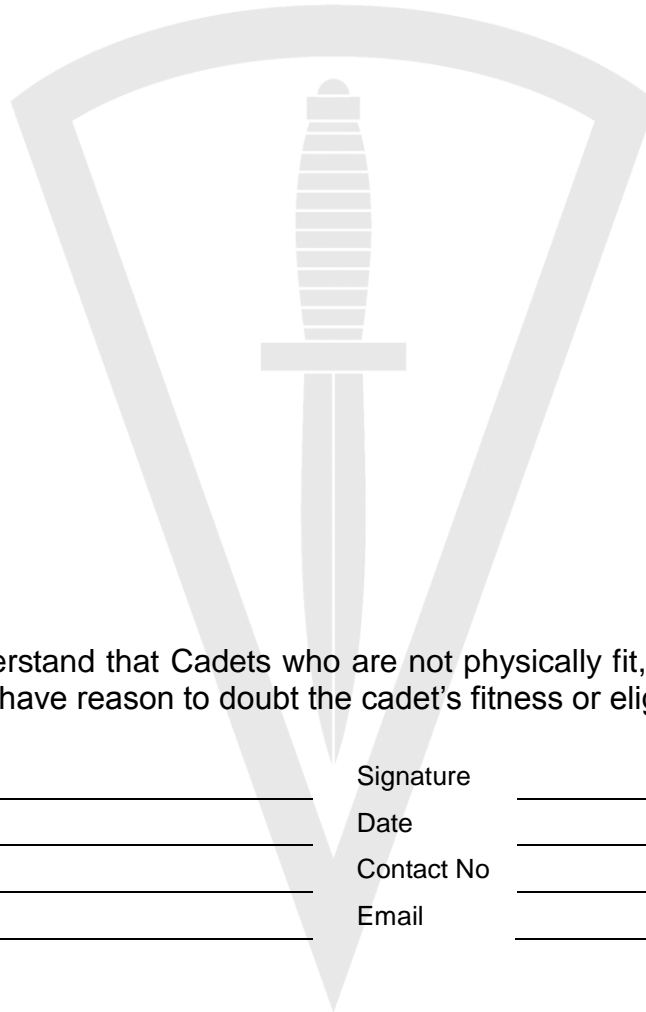 erstand that Cadets who are not physically fit,
have reason to doubt the cadet’s fitness or elig
Signature
Date
Contact No
Email